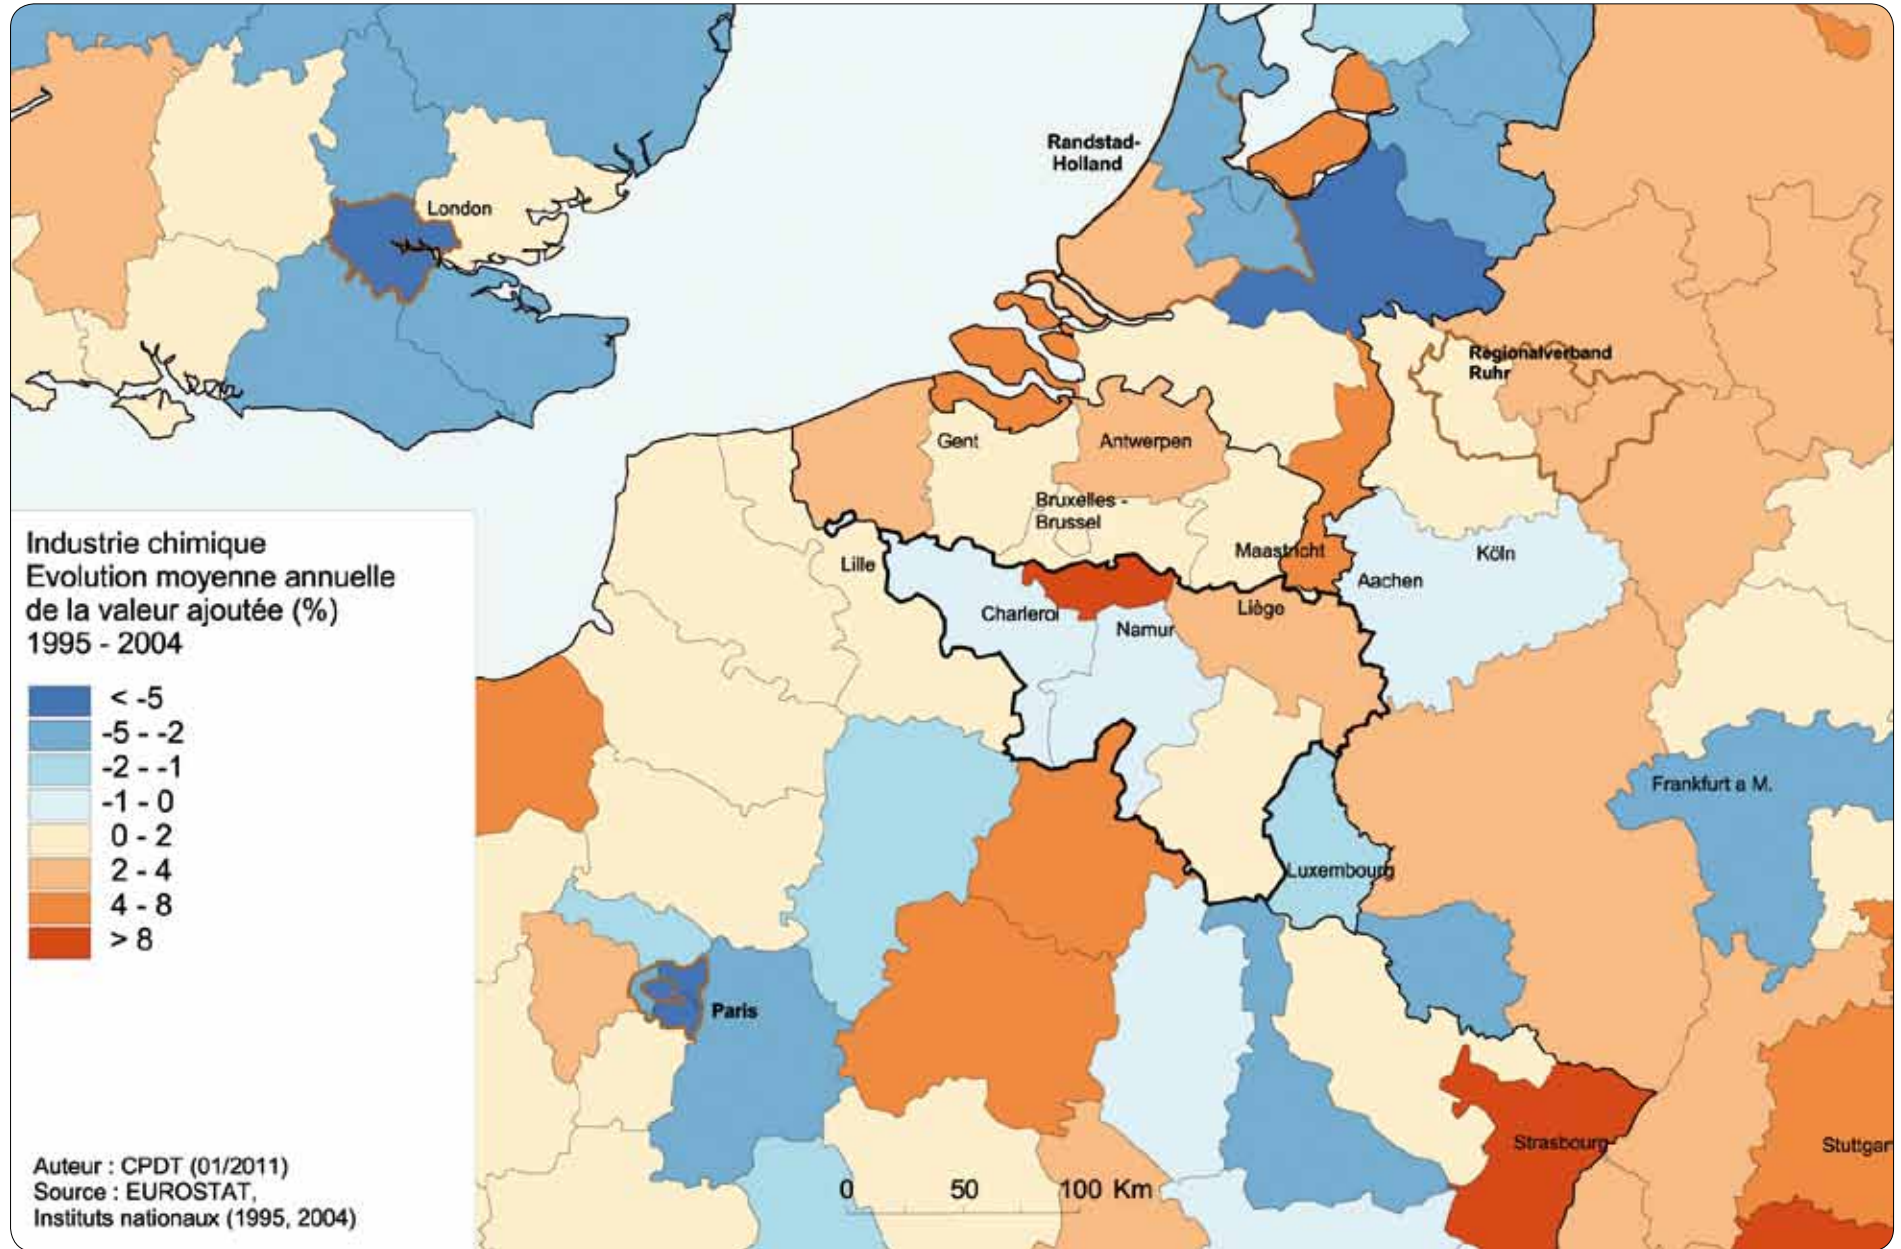 London
Randstad-
Holland
Regionalverband
Ruhr
Gent
Antwerpen
Bruxelles -
Brussel
Maastricht
Köln
Lille
Aachen
Charleroi
Liège
Namur
Frankfurt a M.
Luxembourg
Paris
Strasbourg
Stuttgar
Industrie chimique
Evolution moyenne annuelle
de la valeur ajoutée (%)
1995 - 2004
< -5
-5 - -2
-2 - -1
-1 - 0
0 - 2
2 - 4
4 - 8
> 8
Auteur : CPDT (01/2011)
Source : EUROSTAT,
Instituts nationaux (1995, 2004)
0 50 100 Km